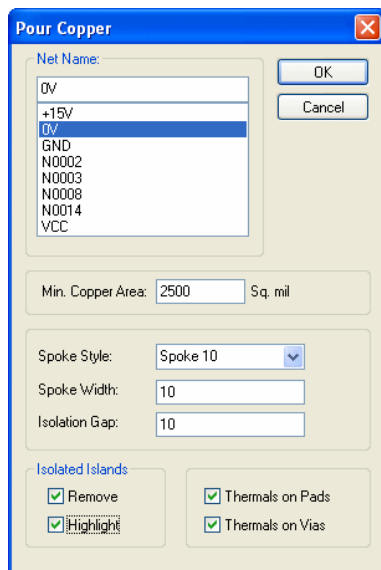 Pour Copper
Net Name:
0V
OK
Cancel
+15V
0V
GND
N0002
N0003
N0008
N0014
VCC
Min. Copper Area: 2500 Sq. mil
Spoke Style: Spoke 10
Spoke Width: 10
Isolation Gap: 10
Isolated Islands
Remove
Highlight
Thermals on Pads
Thermals on Vias